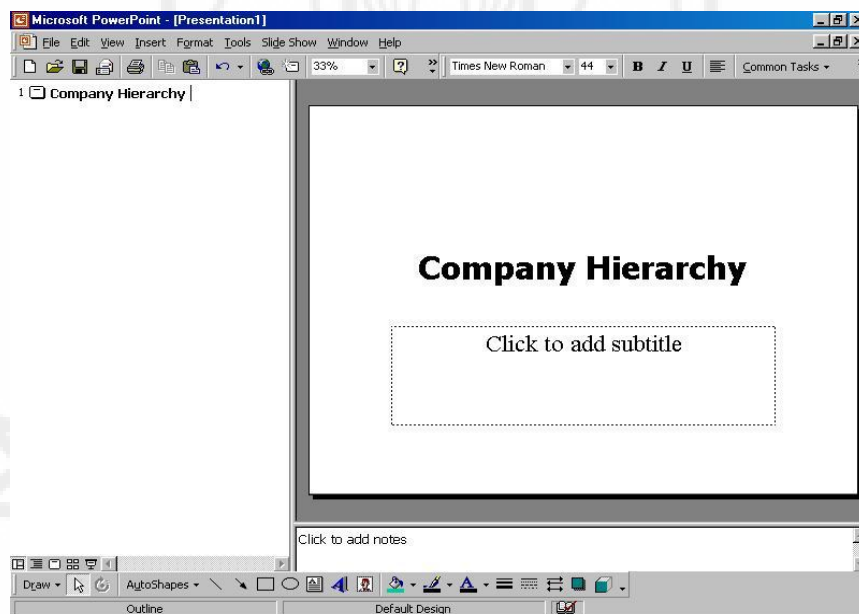 Microsoft PowerPoint - [Presentation1]
File Edit View Insert Format Tools Slide Show Window Help
33% Times New Roman 44 B I U Common Tasks
1 Company Hierarchy
Company Hierarchy
Click to add subtitle
Click to add notes
Draw AutoShapes
Outline Default Design